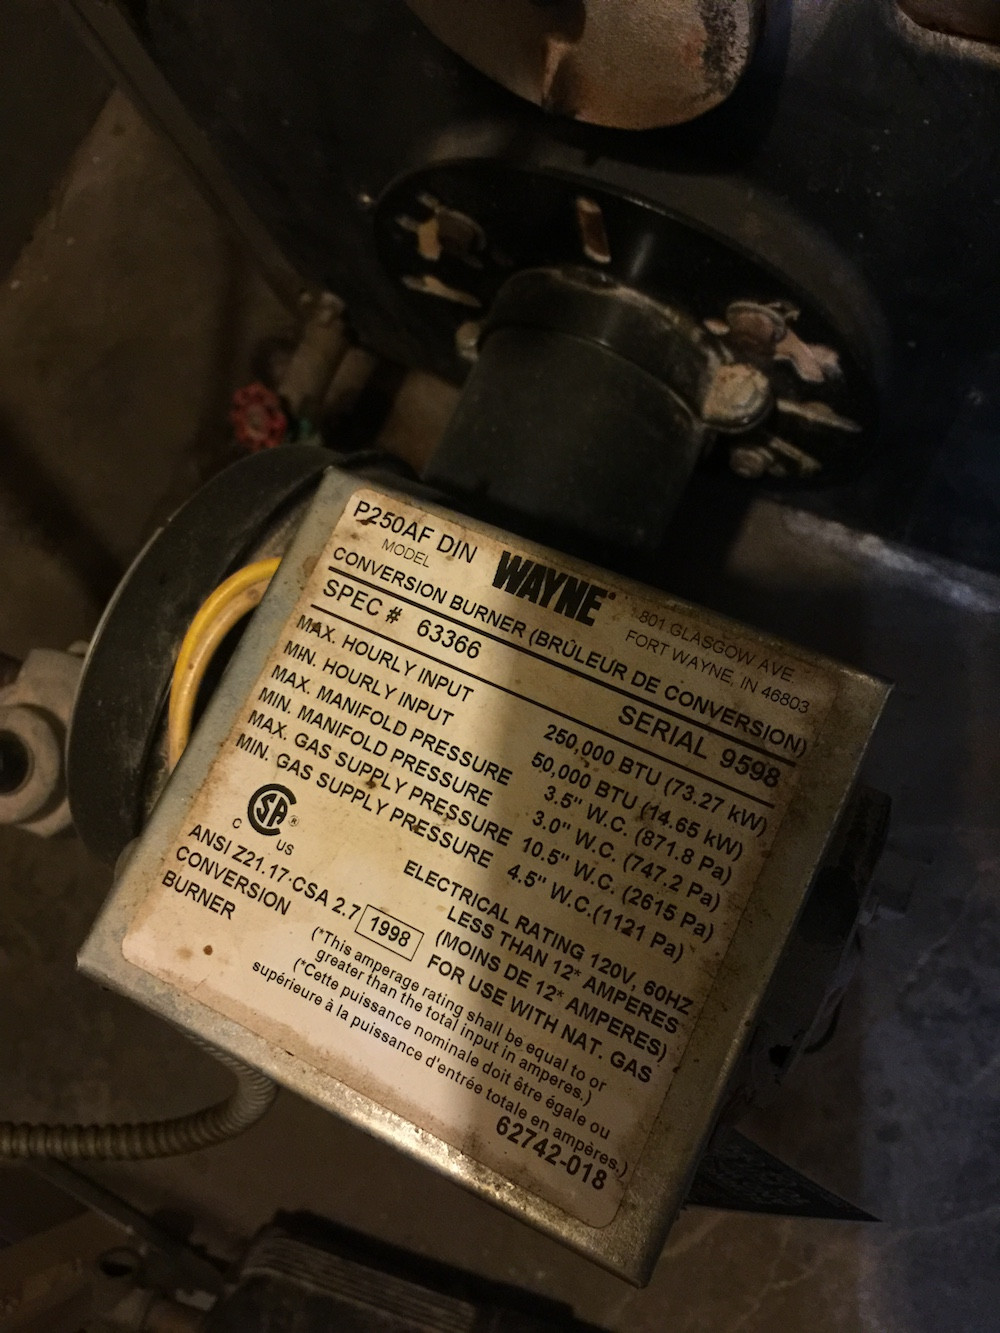 P250AF DIN
MODEL
WAYNE®
801 GLASGOW AVE.
FORT WAYNE, IN 46803
CONVERSION BURNER (BRÛLEUR DE CONVERSION)
SPEC # 63366 SERIAL 9598
MAX. HOURLY INPUT 250,000 BTU (73.27 kW)
MIN. HOURLY INPUT 50,000 BTU (14.65 kW)
MAX. MANIFOLD PRESSURE 3.5" W.C. (871.8 Pa)
MIN. MANIFOLD PRESSURE 3.0" W.C. (747.2 Pa)
MAX. GAS SUPPLY PRESSURE 10.5" W.C. (2615 Pa)
MIN. GAS SUPPLY PRESSURE 4.5" W.C.(1121 Pa)
CSA®
C US
ANSI Z21.17·CSA 2.7 1998
CONVERSION
BURNER
ELECTRICAL RATING 120V, 60HZ
LESS THAN 12* AMPERES
(MOINS DE 12* AMPERES)
FOR USE WITH NAT. GAS
(*This amperage rating shall be equal to or
greater than the total input in amperes.)
(*Cette puissance nominale doit être égale ou
supérieure à la puissance d'entrée totale en ampères.)
62742-018